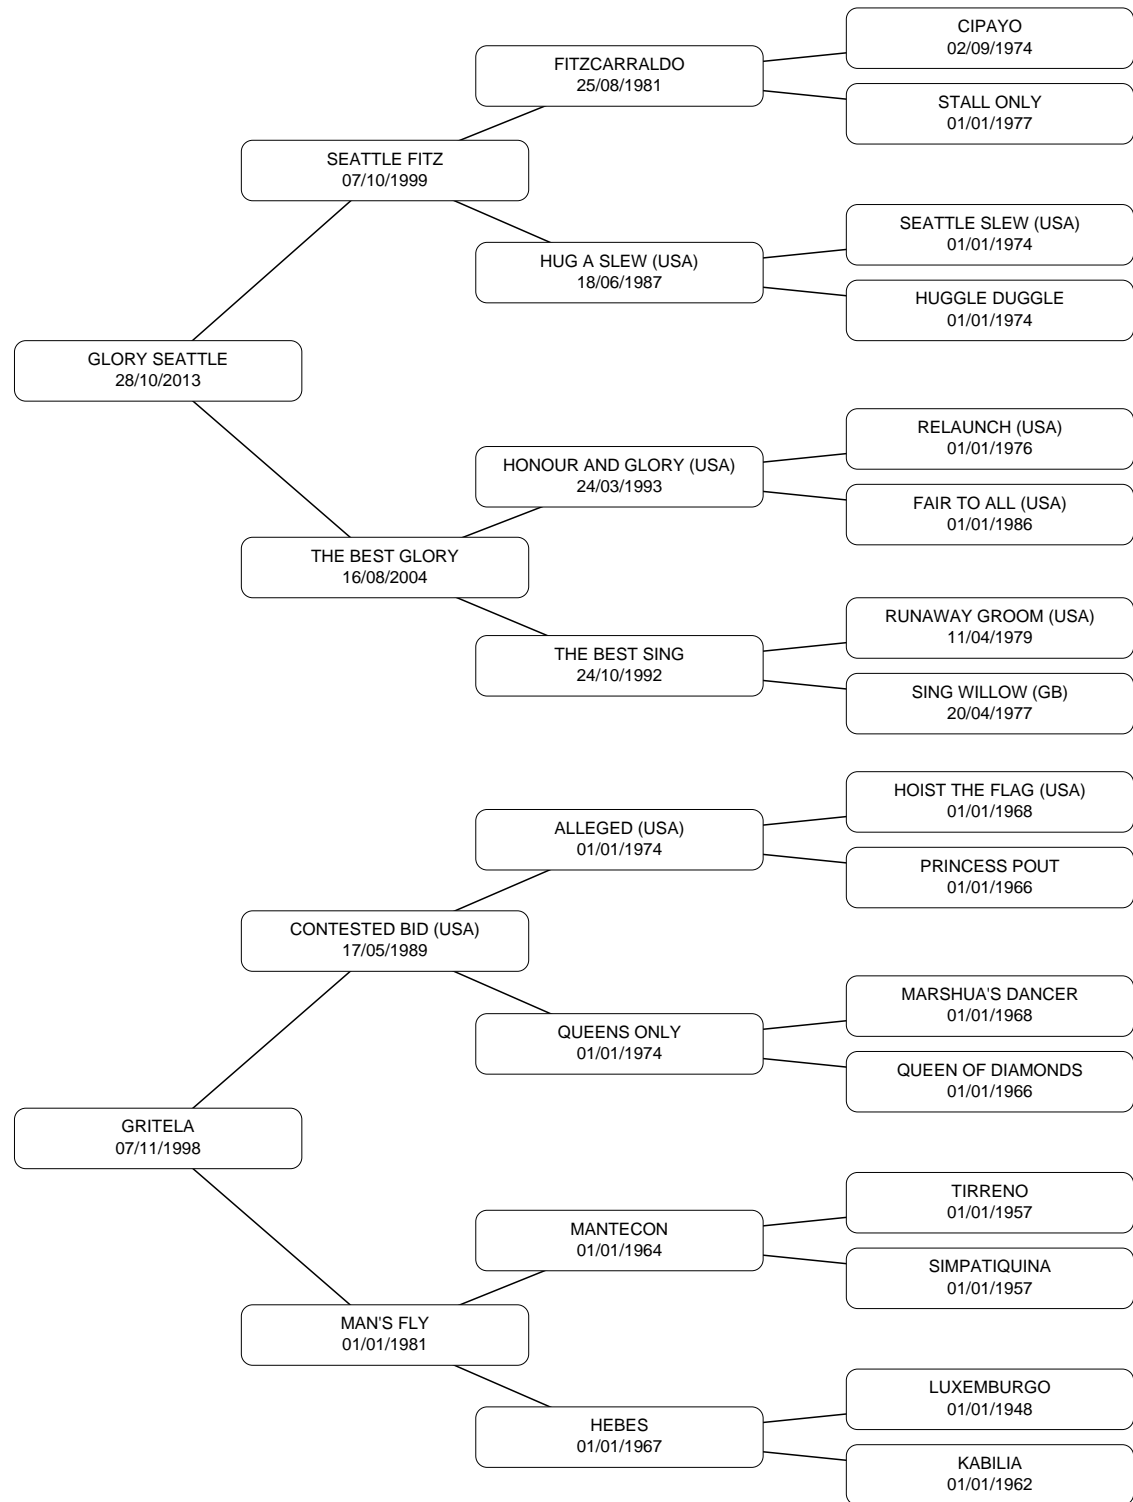 CIPAYO
02/09/1974
FITZCARRALDO
25/08/1981
STALL ONLY
01/01/1977
SEATTLE FITZ
07/10/1999
SEATTLE SLEW (USA)
01/01/1974
HUG A SLEW (USA)
18/06/1987
HUGGLE DUGGLE
01/01/1974
GLORY SEATTLE
28/10/2013
RELAUNCH (USA)
01/01/1976
HONOUR AND GLORY (USA)
24/03/1993
FAIR TO ALL (USA)
01/01/1986
THE BEST GLORY
16/08/2004
RUNAWAY GROOM (USA)
11/04/1979
THE BEST SING
24/10/1992
SING WILLOW (GB)
20/04/1977
HOIST THE FLAG (USA)
01/01/1968
ALLEGED (USA)
01/01/1974
PRINCESS POUT
01/01/1966
CONTESTED BID (USA)
17/05/1989
MARSHUA'S DANCER
01/01/1968
QUEENS ONLY
01/01/1974
QUEEN OF DIAMONDS
01/01/1966
GRITELA
07/11/1998
TIRRENO
01/01/1957
MANTECON
01/01/1964
SIMPATIQUINA
01/01/1957
MAN'S FLY
01/01/1981
LUXEMBURGO
01/01/1948
HEBES
01/01/1967
KABILIA
01/01/1962